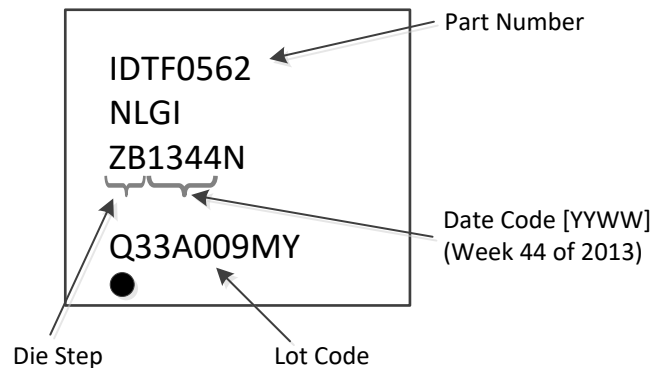 Part Number
IDTF0562
NLGI
ZB1344N
Date Code [YYWW]
(Week 44 of 2013)
Q33A009MY
Die Step
Lot Code